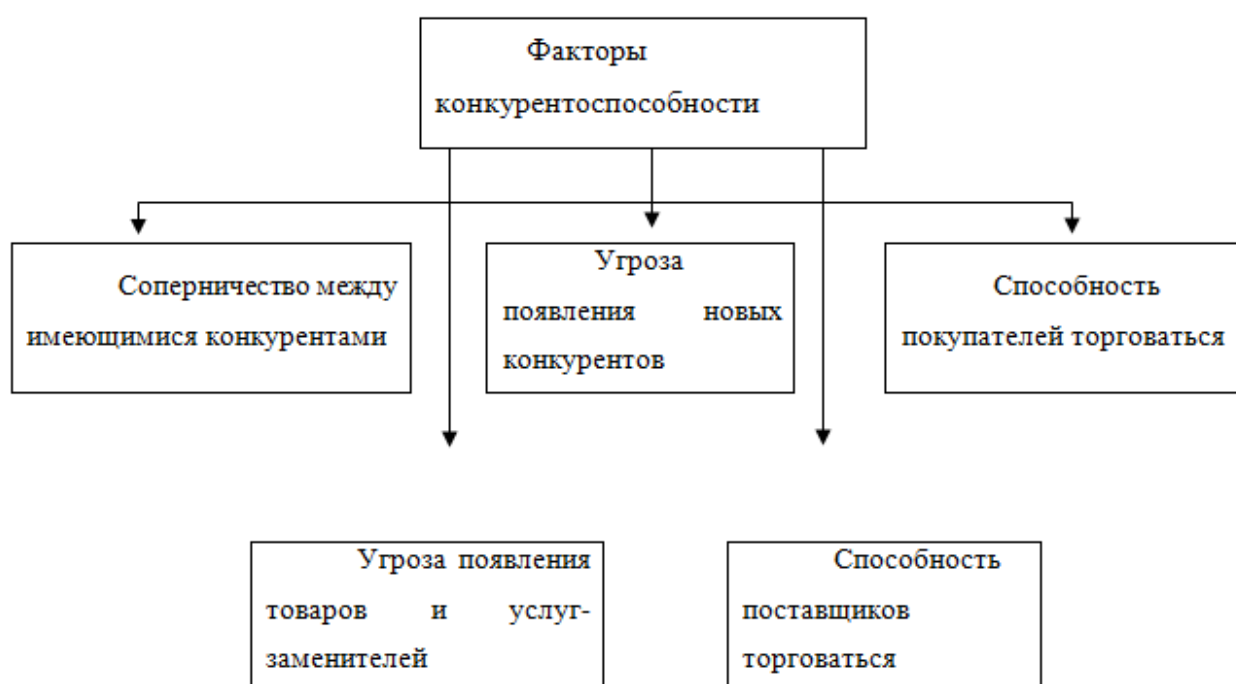 Факторы
конкурентоспособности
Соперничество между
имеющимися конкурентами
Угроза
появления новых
конкурентов
Способность
покупателей торговаться
Угроза появления
товаров и услуг-
заменителей
Способность
поставщиков
торговаться